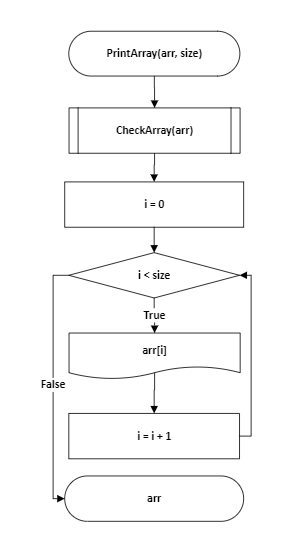 PrintArray(arr, size)
CheckArray(arr)
i = 0
i < size
True
arr[i]
False
i = i + 1
arr